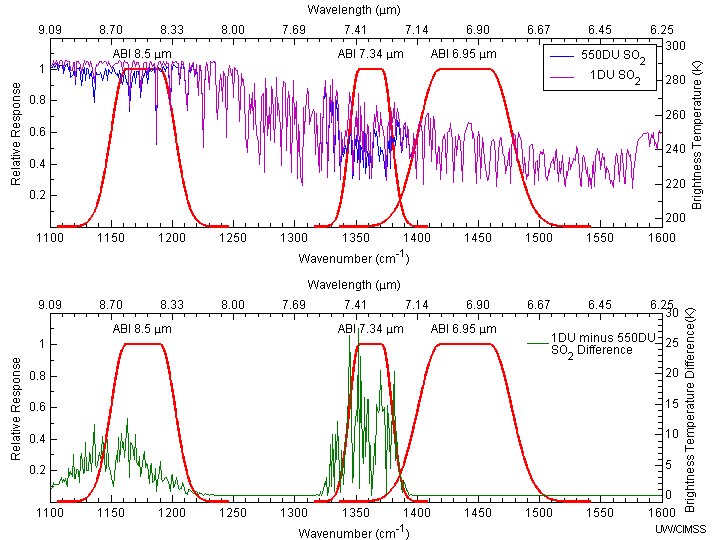 Wavelength (μm)
9.09 8.70 8.33 8.00 7.69 7.41 7.14 6.90 6.67 6.45 6.25
ABI 8.5 μm ABI 7.34 μm ABI 6.95 μm
550DU SO2
1DU SO2
Relative Response
1
0.8
0.6
0.4
0.2
300
280
260
240
220
200
Brightness Temperature (K)
1100 1150 1200 1250 1300 1350 1400 1450 1500 1550 1600
Wavenumber (cm-1)
Wavelength (μm)
9.09 8.70 8.33 8.00 7.69 7.41 7.14 6.90 6.67 6.45 6.25
ABI 8.5 μm ABI 7.34 μm ABI 6.95 μm
1DU minus 550DU
SO2 Difference
Relative Response
1
0.8
0.6
0.4
0.2
30
25
20
15
10
5
0
Brightness Temperature Difference(K)
1100 1150 1200 1250 1300 1350 1400 1450 1500 1550 1600
Wavenumber (cm-1)
UW/CIMSS